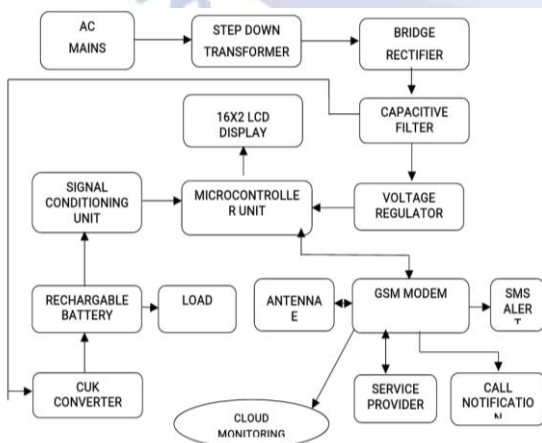 AC
MAINS
STEP DOWN
TRANSFORMER
BRIDGE
RECTIFIER
16X2 LCD
DISPLAY
CAPACITIVE
FILTER
SIGNAL
CONDITIONING
UNIT
MICROCONTROLLE
R UNIT
VOLTAGE
REGULATOR
RECHARGABLE
BATTERY
LOAD
ANTENNA
E
GSM MODEM
SMS
ALER
T
CUK
CONVERTER
CLOUD
MONITORING
SERVICE
PROVIDER
CALL
NOTIFICATIO
N